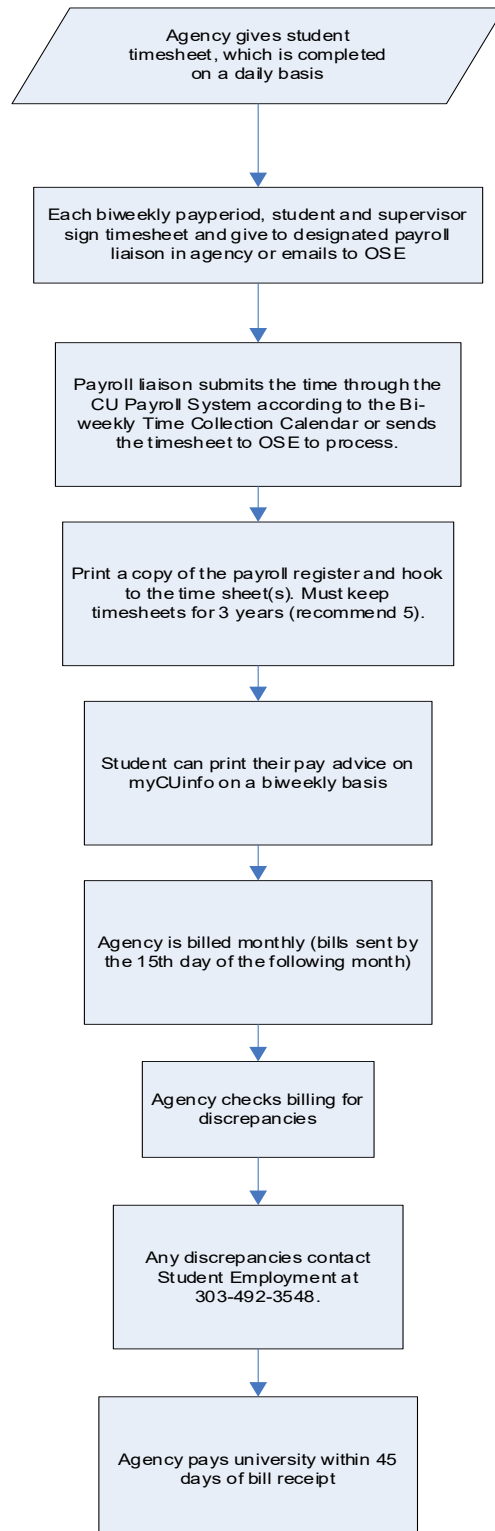 Agency gives student
timesheet, which is completed
on a daily basis
Each biweekly payperiod, student and supervisor
sign timesheet and give to designated payroll
liaison in agency or emails to OSE
Payroll liaison submits the time through the
CU Payroll System according to the Bi-
weekly Time Collection Calendar or sends
the timesheet to OSE to process.
Print a copy of the payroll register and hook
to the time sheet(s). Must keep
timesheets for 3 years (recommend 5).
Student can print their pay advice on
myCUinfo on a biweekly basis
Agency is billed monthly (bills sent by
the 15th day of the following month)
Agency checks billing for
discrepancies
Any discrepancies contact
Student Employment at
303-492-3548.
Agency pays university within 45
days of bill receipt